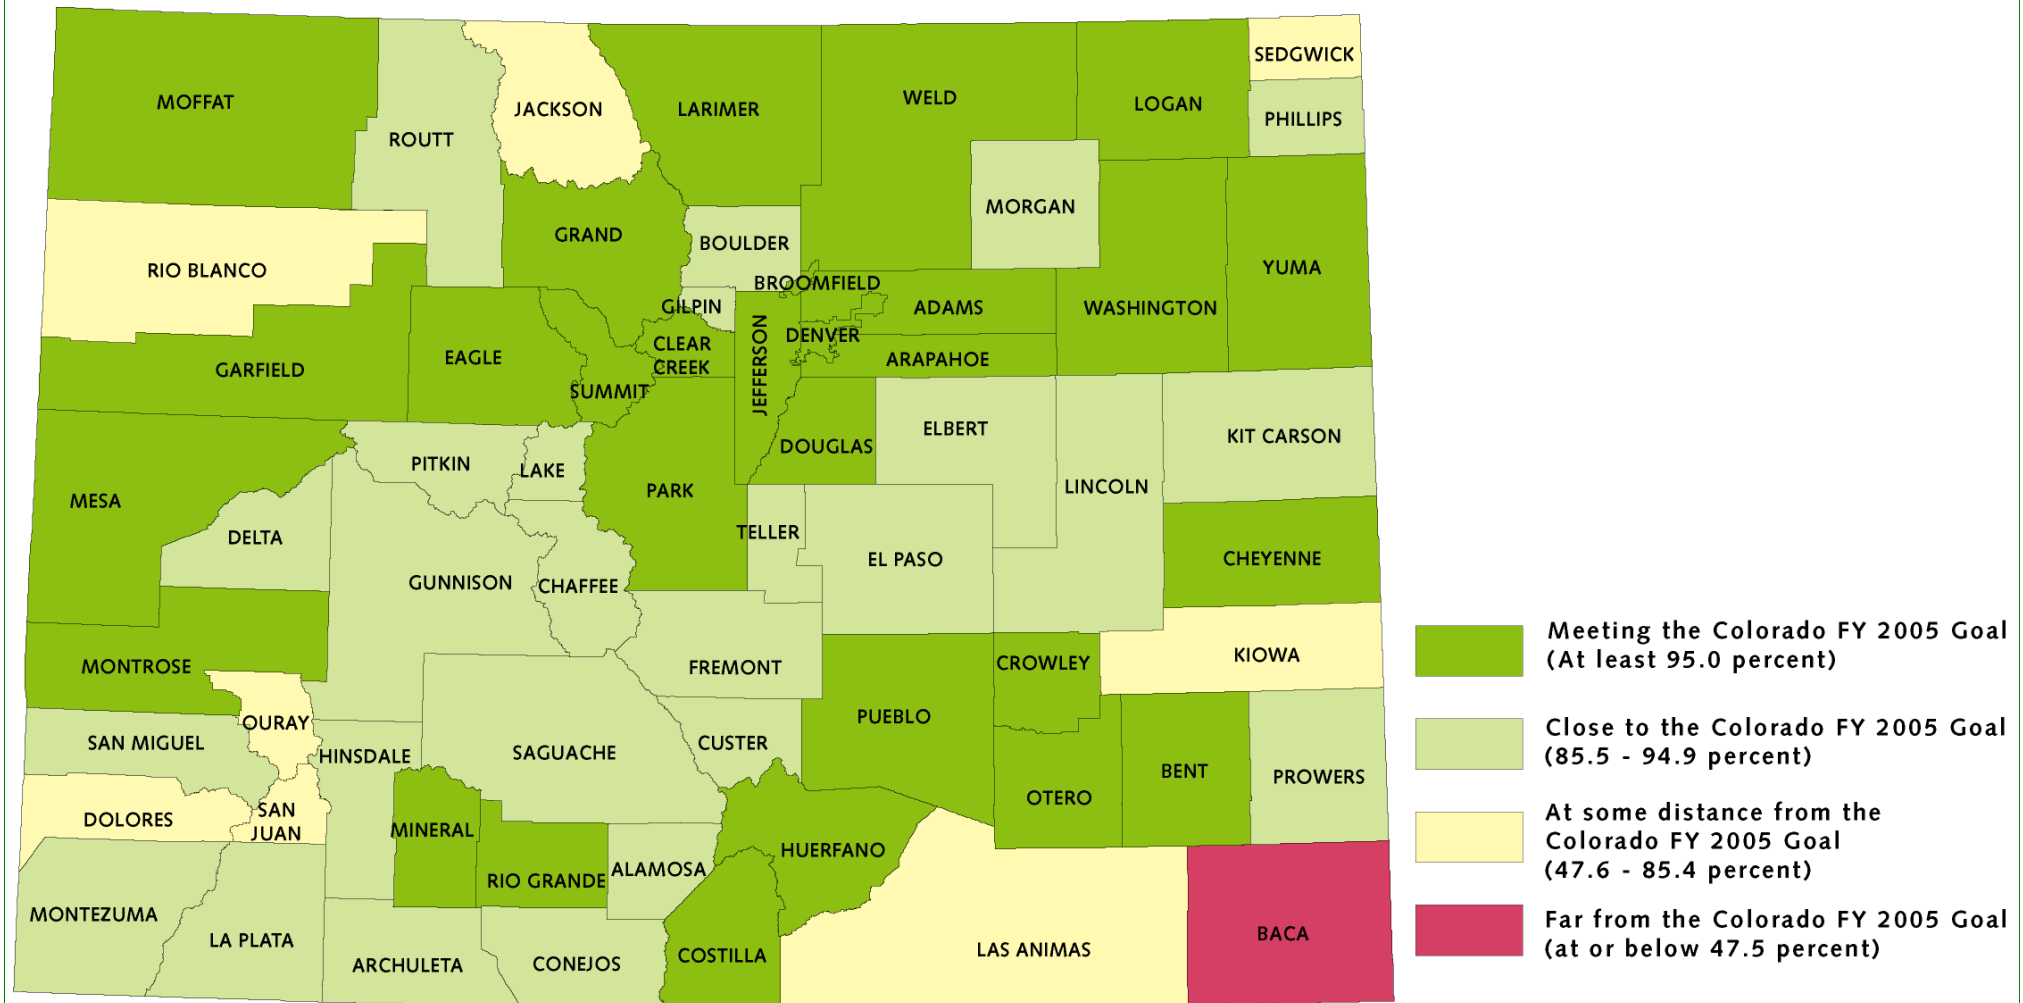 SEDGWICK
MOFFAT
JACKSON
LARIMER
WELD
LOGAN
PHILLIPS
ROUTT
MORGAN
GRAND
BOULDER
RIO BLANCO
YUMA
BROOMFIELD
GILPIN
ADAMS
WASHINGTON
DENVER
CLEAR
CREEK
JEFFERSON
EAGLE
ARAPAHOE
GARFIELD
SUMMIT
ELBERT
KIT CARSON
DOUGLAS
PITKIN
LAKE
PARK
LINCOLN
MESA
DELTA
TELLER
EL PASO
CHEYENNE
GUNNISON
CHAFFEE
MONTROSE
FREMONT
CROWLEY
KIOWA
OURAY
PUEBLO
SAN MIGUEL
HINSDALE
SAGUACHE
CUSTER
BENT
PROWERS
OTERO
DOLORES
SAN
JUAN
MINERAL
HUERFANO
RIO GRANDE
ALAMOSA
MONTEZUMA
LA PLATA
ARCHULETA
CONEJOS
COSTILLA
LAS ANIMAS
BACA
Meeting the Colorado FY 2005 Goal
(At least 95.0 percent)
Close to the Colorado FY 2005 Goal
(85.5 - 94.9 percent)
At some distance from the
Colorado FY 2005 Goal
(47.6 - 85.4 percent)
Far from the Colorado FY 2005 Goal
(at or below 47.5 percent)